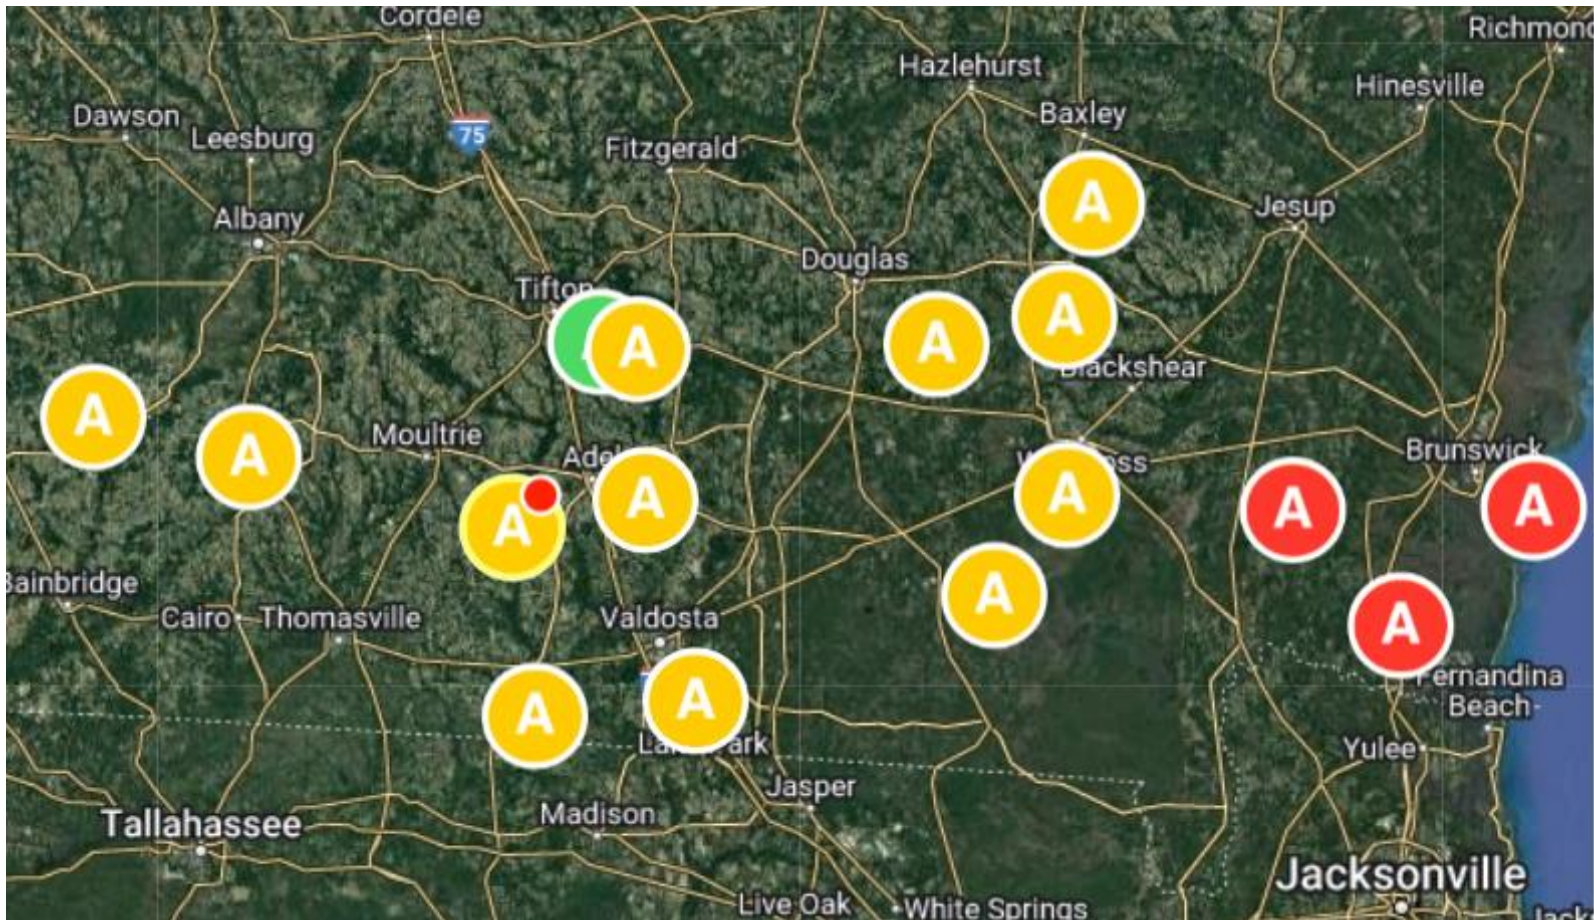 Cordele
Richmond
Hazlehurst
Hinesville
Dawson
Baxley
75
Leesburg
Fitzgerald
A
Albany
Jesup
Douglas
Tifton
A
A
A
Blackshear
A
A
Moultrie
Brunswick
A
A
A
A
A
A
Bainbridge
A
Cairo
Thomasville
Valdosta
A
Fernandina
Beach
A
A
Yulee
Jasper
Madison
Tallahassee
Jacksonville
Live Oak
White Springs